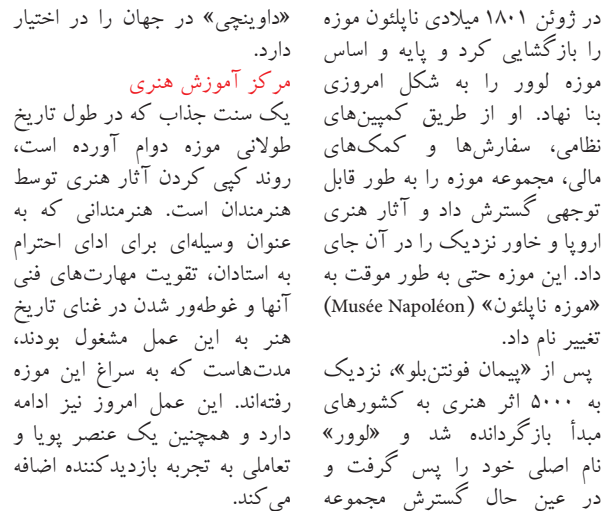 در ژوئن ۱۸۰۱ میلادی ناپلئون موزه
را بازگشایی کرد و پایه و اساس
موزه لوور را به شکل امروزی
بنا نهاد. او از طریق کمپین‌های
نظامی، سفارش‌ها و کمک‌های
مالی، مجموعه موزه را به طور قابل
توجهی گسترش داد و آثار هنری
اروپا و خاور نزدیک را در آن جای
داد. این موزه حتی به طور موقت به
«موزه ناپلئون» (Musée Napoléon)
تغییر نام داد.
پس از «پیمان فونتن‌بلو»، نزدیک
به ۵۰۰۰ اثر هنری به کشورهای
مبدأ بازگردانده شد و «لوور»
نام اصلی خود را پس گرفت و
در عین حال گسترش مجموعه
«داوینچی» در جهان را در اختیار
دارد.
مرکز آموزش هنری
یک سنت جذاب که در طول تاریخ
طولانی موزه دوام آورده است،
روند کپی کردن آثار هنری توسط
هنرمندان است. هنرمندانی که به
عنوان وسیله‌ای برای ادای احترام
به استادان، تقویت مهارت‌های فنی
آنها و غوطه‌ور شدن در غنای تاریخ
هنر به این عمل مشغول بودند،
مدت‌هاست که به سراغ این موزه
رفته‌اند. این عمل امروز نیز ادامه
دارد و همچنین یک عنصر پویا و
تعاملی به تجربه بازدیدکننده اضافه
می‌کند.